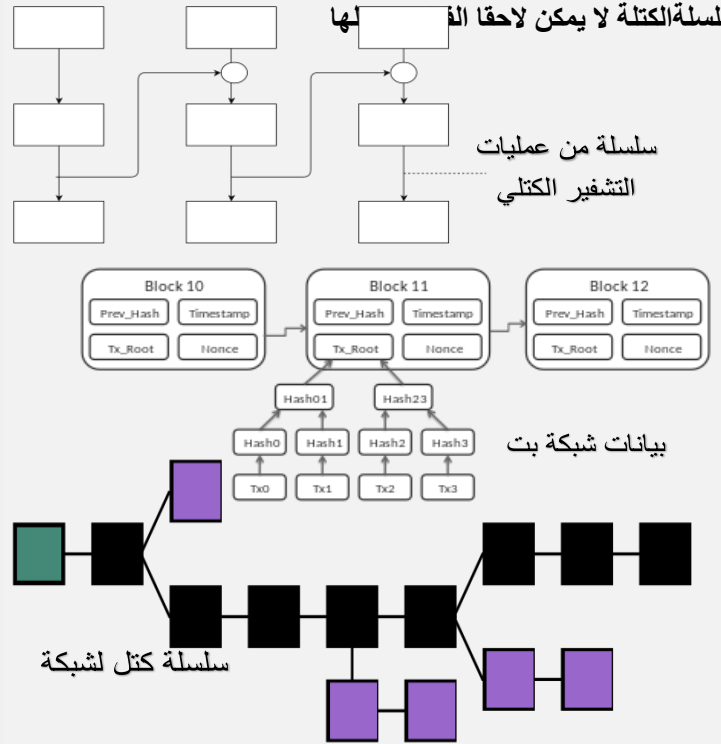 لا يمكن لاحقا
سلسلة من عمليات
التشفير الكتلي
Block 10
Block 11
Block 12
Prev_Hash Timestamp
Prev_Hash Timestamp
Prev_Hash Timestamp
Tx_Root Nonce
Tx_Root Nonce
Tx_Root Nonce
Hash01 Hash23
Hash0 Hash1 Hash2 Hash3
بيانات شبكة بت
Tx0 Tx1 Tx2 Tx3
سلسلة كتل لشبكة